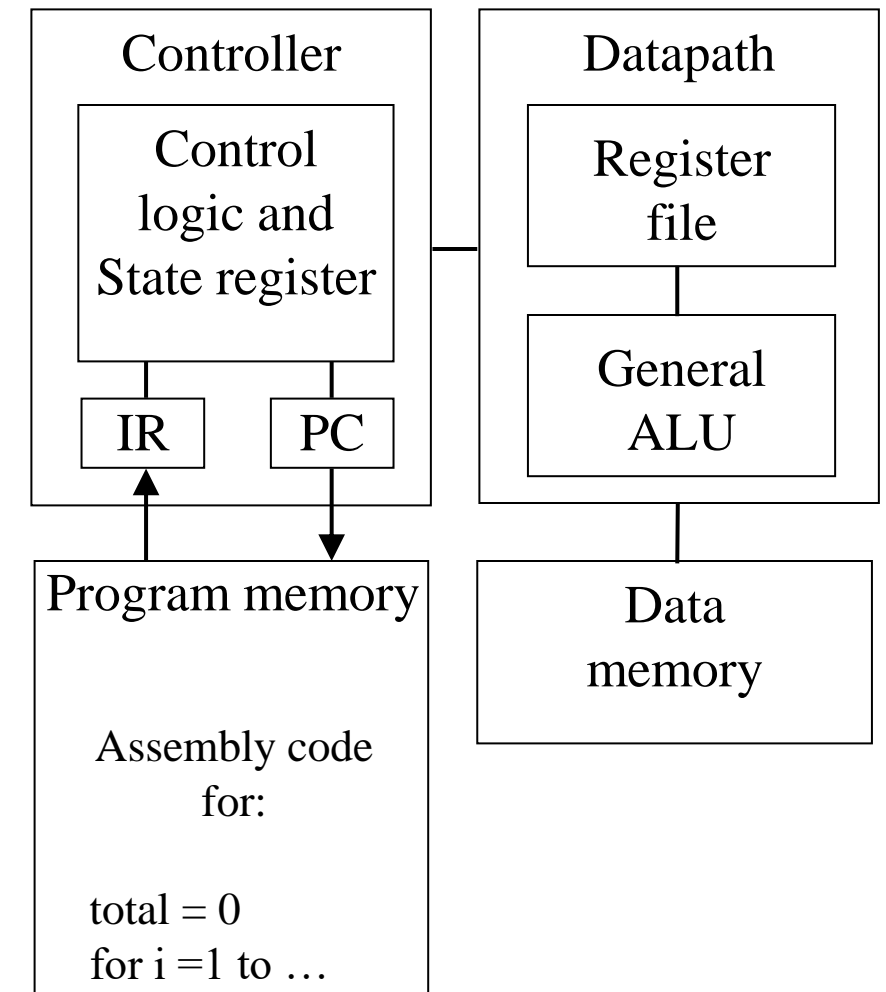 Controller
Control
logic and
State register
IR
PC
Datapath
Register
file
General
ALU
Program memory
Assembly code
for:
total = 0
for i =1 to …
Data
memory